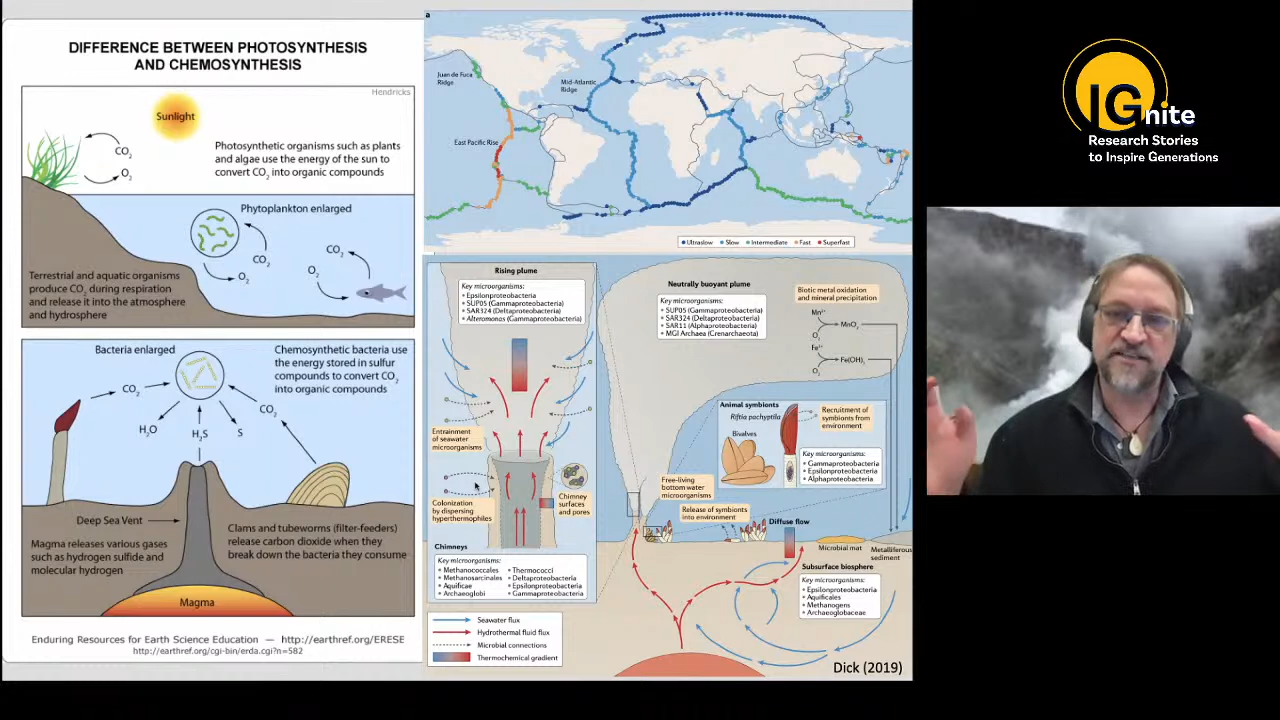 DIFFERENCE BETWEEN PHOTOSYNTHESIS
AND CHEMOSYNTHESIS
Hendricks
Sunlight
CO2
O2
Photosynthetic organisms such as plants
and algae use the energy of the sun to
convert CO2 into organic compounds
Phytoplankton enlarged
CO2
O2
CO2
O2
Terrestrial and aquatic organisms
produce CO2 during respiration
and release it into the atmosphere
and hydrosphere
Bacteria enlarged
Chemosynthetic bacteria use
the energy stored in sulfur
compounds to convert CO2
into organic compounds
CO2
H2O
H2S
S
CO2
Deep Sea Vent
Magma releases various gases
such as hydrogen sulfide and
molecular hydrogen
Clams and tubeworms (filter-feeders)
release carbon dioxide when they
break down the bacteria they consume
Magma
Enduring Resources for Earth Science Education — http://earthref.org/ERESE
http://earthref.org/cgi-bin/erda.cgi?n=582
a
Juan de Fuca
Ridge
Mid-Atlantic
Ridge
East Pacific Rise
Ultraslow
Slow
Intermediate
Fast
Superfast
Rising plume
Key microorganisms:
• Epsilonproteobacteria
• SUP05 (Gammaproteobacteria)
• SAR324 (Deltaproteobacteria)
• Alteromonas (Gammaproteobacteria)
Entrainment
of seawater
microorganisms
Colonization
by dispersing
hyperthermophiles
Chimney
surfaces
and pores
Chimneys
Key microorganisms:
• Methanococcales
• Methanosarcinales
• Aquificae
• Archaeoglobi
• Thermococci
• Deltaproteobacteria
• Epsilonproteobacteria
• Gammaproteobacteria
Seawater flux
Hydrothermal fluid flux
Microbial connections
Thermochemical gradient
Neutrally buoyant plume
Key microorganisms:
• SUP05 (Gammaproteobacteria)
• SAR324 (Deltaproteobacteria)
• SAR11 (Alphaproteobacteria)
• MGI Archaea (Crenarchaeota)
Biotic metal oxidation
and mineral precipitation
Mn2+
O2
MnO2
Fe2+
O2
Fe(OH)3
Animal symbionts
Riftia pachyptila
Bivalves
Recruitment of
symbionts from
environment
Key microorganisms:
• Gammaproteobacteria
• Epsilonproteobacteria
• Alphaproteobacteria
Free-living
bottom water
microorganisms
Release of symbionts
into environment
Diffuse flow
Microbial mat
Metalliferous
sediment
Subsurface biosphere
Key microorganisms:
• Epsilonproteobacteria
• Aquificales
• Methanogens
• Archaeoglobaceae
Dick (2019)
IGnite
Research Stories
to Inspire Generations